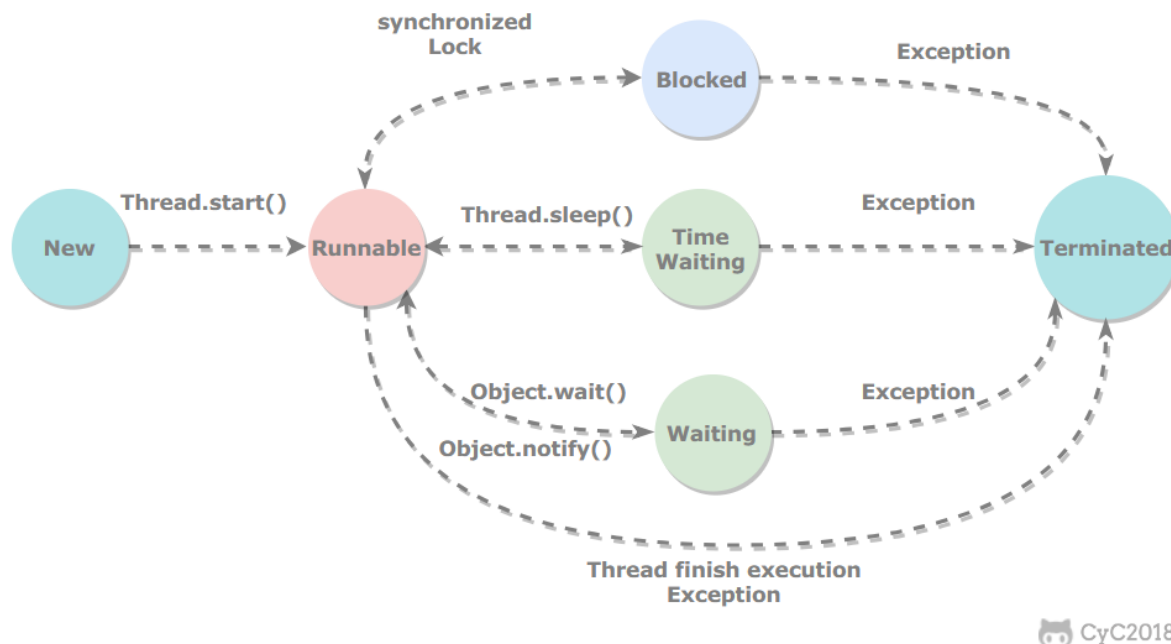 synchronized
Lock
Blocked
Exception
New
Thread.start()
Runnable
Thread.sleep()
Time
Waiting
Exception
Terminated
Object.wait()
Object.notify()
Waiting
Exception
Thread finish execution
Exception
CyC2018